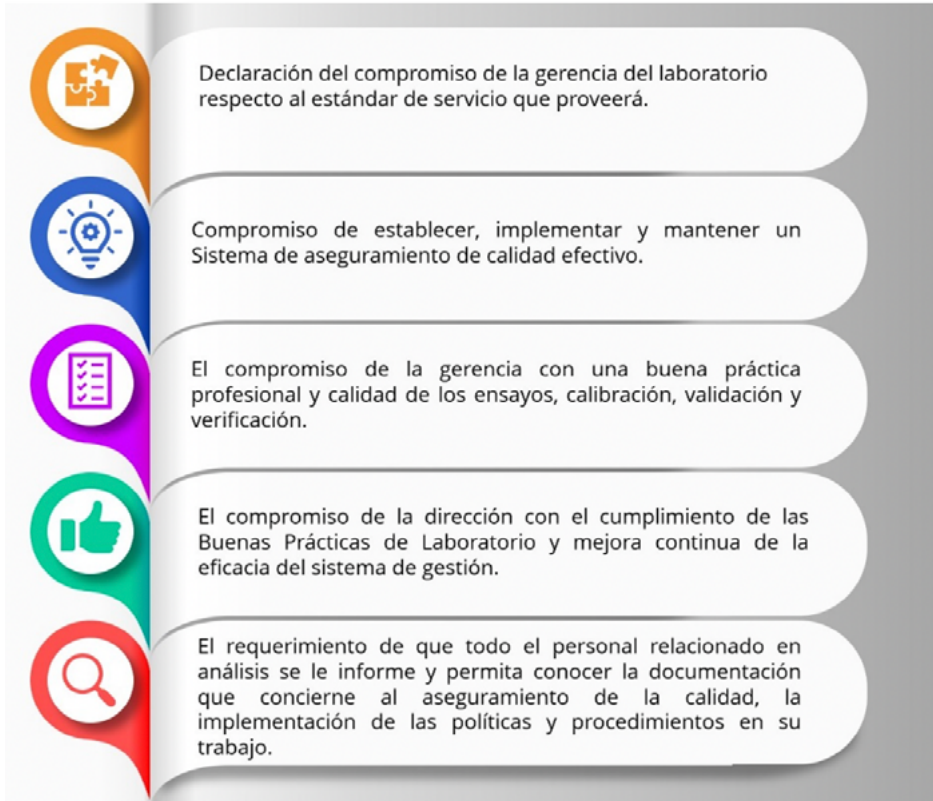 Declaración del compromiso de la gerencia del laboratorio
respecto al estándar de servicio que proveerá.
Compromiso de establecer, implementar y mantener un
Sistema de aseguramiento de calidad efectivo.
El compromiso de la gerencia con una buena práctica
profesional y calidad de los ensayos, calibración, validación y
verificación.
El compromiso de la dirección con el cumplimiento de las
Buenas Prácticas de Laboratorio y mejora continua de la
eficacia del sistema de gestión.
El requerimiento de que todo el personal relacionado en
análisis se le informe y permita conocer la documentación
que concierne al aseguramiento de la calidad, la
implementación de las políticas y procedimientos en su
trabajo.